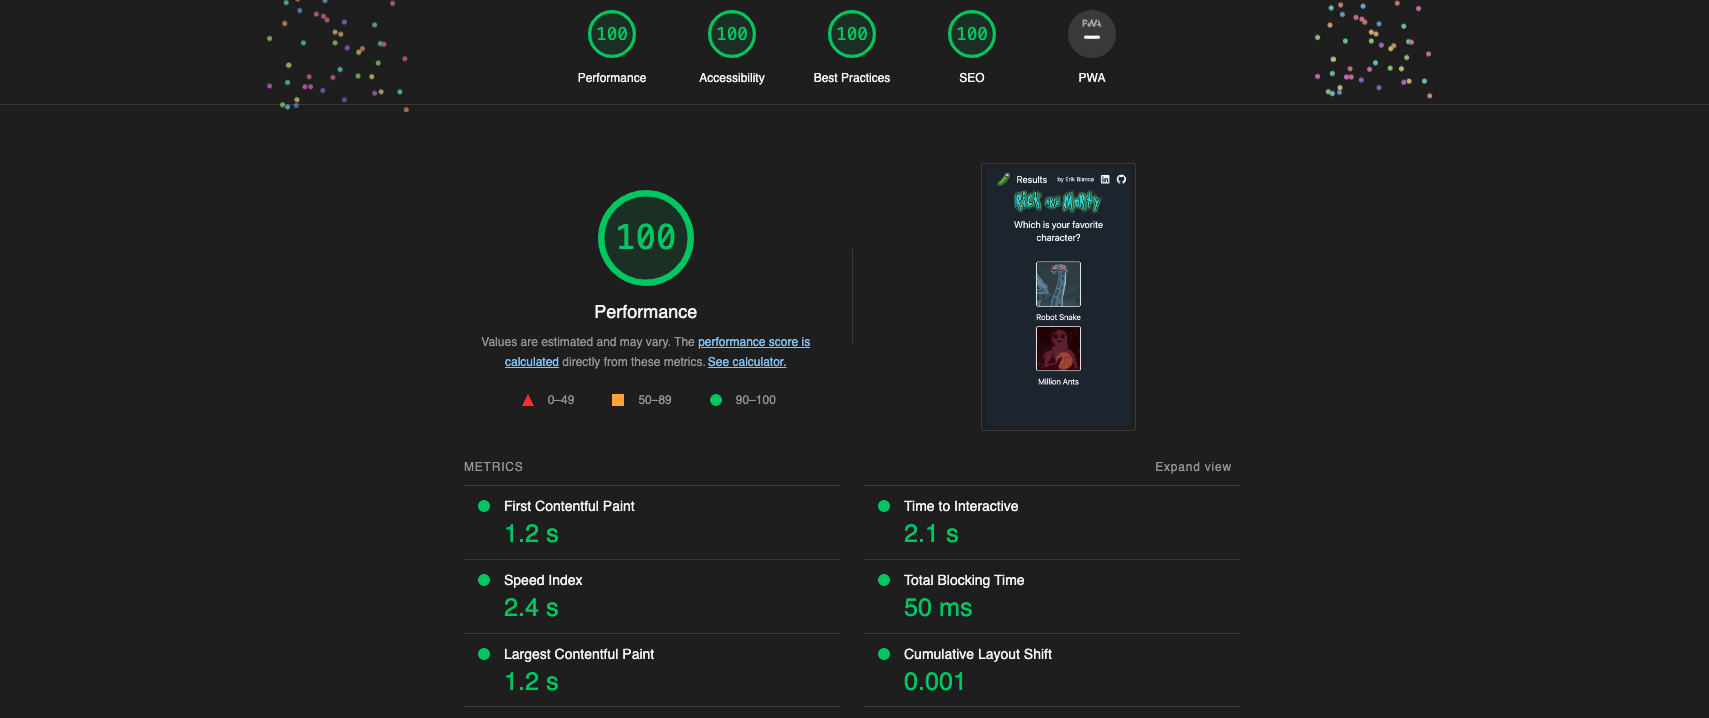 100 100 100 100 PWA
Performance Accessibility Best Practices SEO PWA
100
Performance
Values are estimated and may vary. The performance score is
calculated directly from these metrics. See calculator.
0–49 50–89 90–100
Results by Erik Bianca
Rick and Morty
Which is your favorite
character?
Robot Snake
Million Ants
METRICS Expand view
First Contentful Paint
1.2 s
Time to Interactive
2.1 s
Speed Index
2.4 s
Total Blocking Time
50 ms
Largest Contentful Paint
1.2 s
Cumulative Layout Shift
0.001